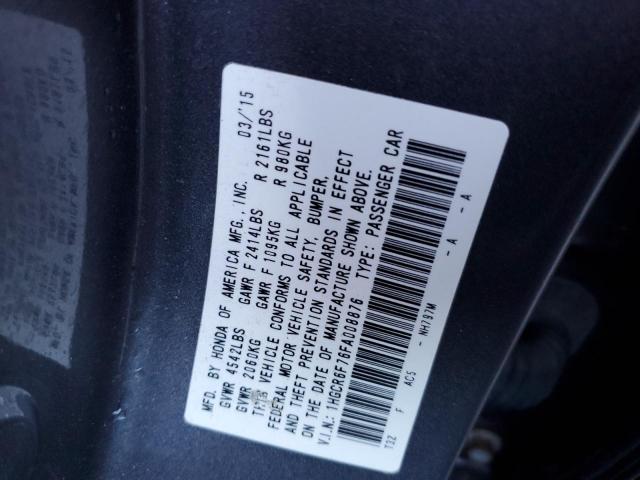 MFD. BY HONDA OF AMERICA MFG., INC. 03/'15
GVWR 4542LBS GAWR F 2414LBS R 2161LBS
GVWR 2060KG GAWR F 1095KG R 980KG
THIS VEHICLE CONFORMS TO ALL APPLICABLE
FEDERAL MOTOR VEHICLE SAFETY, BUMPER,
AND THEFT PREVENTION STANDARDS IN EFFECT
ON THE DATE OF MANUFACTURE SHOWN ABOVE.
V.I.N.: 1HGCR6F76FA008876 TYPE: PASSENGER CAR
T3Z F AC5 - NH797M - A - A